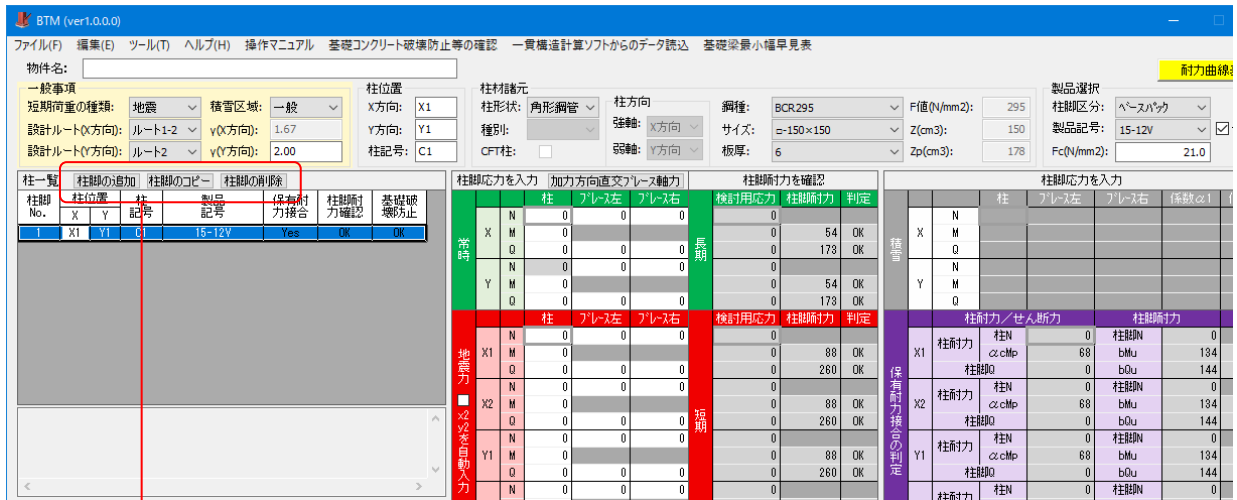 BTM (ver1.0.0.0)
ファイル(F) 編集(E) ツール(T) ヘルプ(H) 操作マニュアル 基礎コンクリート破壊防止等の確認 一貫構造計算ソフトからのデータ読込 基礎梁最小幅早見表
物件名:
耐力曲線
一般事項 柱位置 柱材諸元 製品選択
短期荷重の種類: 地震 積雪区域: 一般 X方向: X1 柱形状: 角形鋼管 柱方向 鋼種: BCR295 F値(N/mm2): 295 柱脚区分: ベースパック
設計ルート(X方向): ルート1-2 γ(X方向): 1.67 Y方向: Y1 種別: 強軸: X方向 サイズ: □-150×150 Z(cm3): 150 製品記号: 15-12V
設計ルート(Y方向): ルート2 γ(Y方向): 2.00 柱記号: C1 CFT柱: 弱軸: Y方向 板厚: 6 Zp(cm3): 178 Fc(N/mm2): 21.0
柱一覧 柱脚の追加 柱脚のコピー 柱脚の削除 柱脚応力を入力 加力方向直交ブレース軸力 柱脚耐力を確認 柱脚応力を入力
柱脚No. 柱位置 X Y 柱記号 製品記号 保有耐力接合 柱脚耐力確認 基礎破壊防止
1 X1 Y1 C1 15-12V Yes OK OK
柱 ブレース左 ブレース右 検討用応力 柱脚耐力 判定 柱 ブレース左 ブレース右 係数α1
常時 長期 積雪
X N 0 0 0 0 X N
M 0 0 54 OK M
Q 0 0 0 0 173 OK Q
Y N 0 0 0 0 Y N
M 0 0 54 OK M
Q 0 0 0 0 173 OK Q
柱 ブレース左 ブレース右 検討用応力 柱脚耐力 判定 柱耐力/せん断力 柱脚耐力
地震力 x2 y2を自動入力 短期 保有耐力接合の判定
X1 N 0 0 0 0 X1 柱耐力 柱N 0 柱脚N 0
M 0 0 88 OK αcMp 68 bMu 134
Q 0 0 0 0 260 OK 柱脚Q 0 bQu 144
X2 N 0 0 0 0 X2 柱耐力 柱N 0 柱脚N 0
M 0 0 88 OK αcMp 68 bMu 134
Q 0 0 0 0 260 OK 柱脚Q 0 bQu 144
Y1 N 0 0 0 0 Y1 柱耐力 柱N 0 柱脚N 0
M 0 0 88 OK αcMp 68 bMu 134
Q 0 0 0 0 260 OK 柱脚Q 0 bQu 144
N 0 0 0 0 柱耐力 柱N 0 柱脚N 0